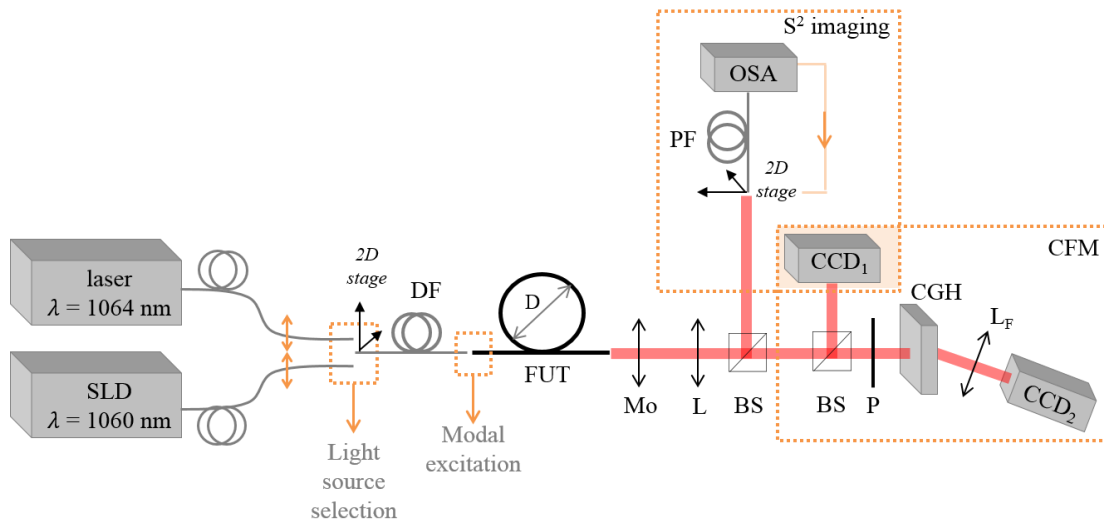 S² imaging
OSA
PF
2D
stage
CCD₁
CFM
laser
λ = 1064 nm
2D
stage
DF
D
CGH
L_F
SLD
λ = 1060 nm
FUT
Mo
L
BS
BS
P
CCD₂
Light
source
selection
Modal
excitation